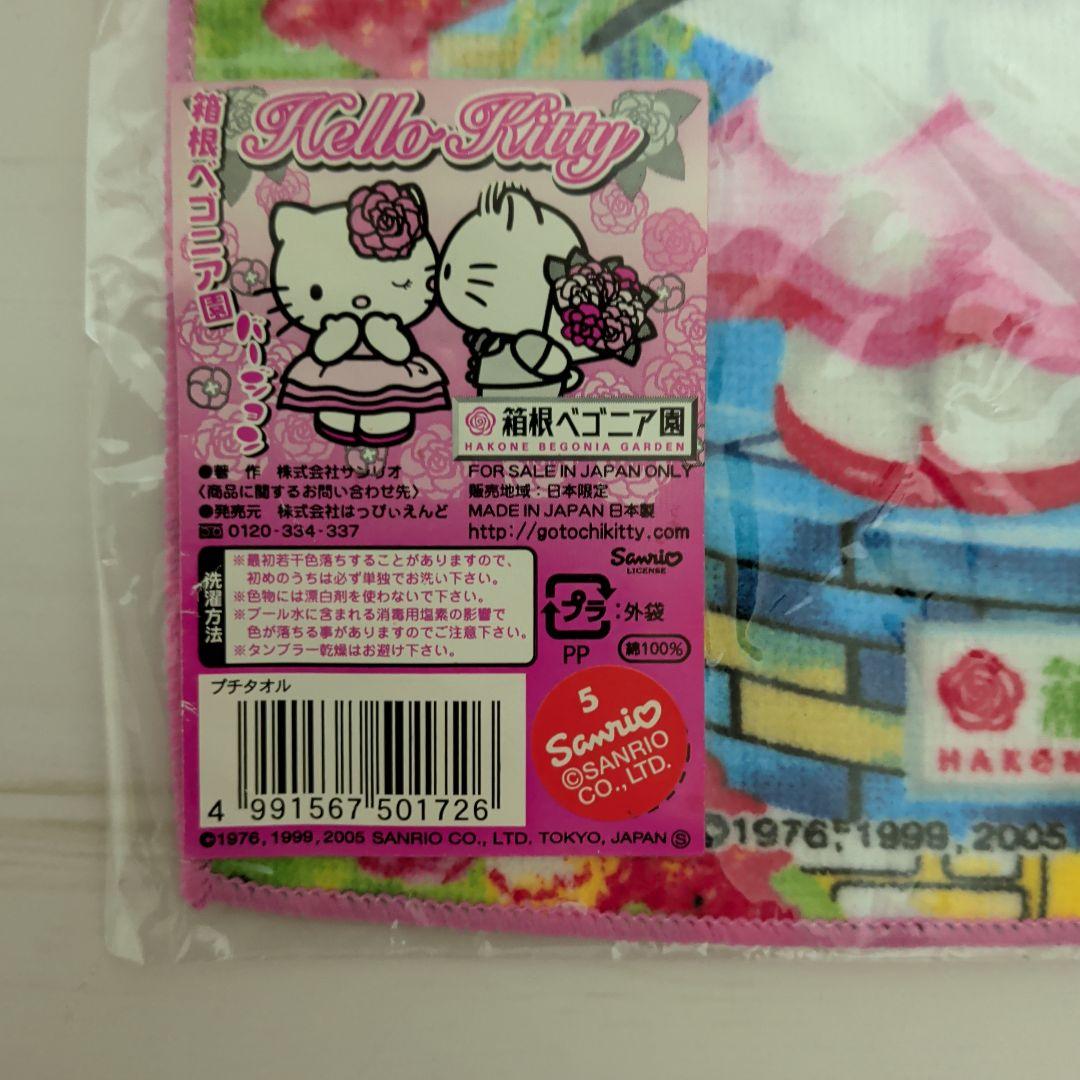 箱根ベゴニア園
バージョン
Hello Kitty
箱根ベゴニア園
HAKONE BEGONIA GARDEN
●著 作 株式会社サンリオ
〈商品に関するお問い合わせ先〉
●発売元 株式会社はっぴぃえんど
0120-334-337
FOR SALE IN JAPAN ONLY
販売地域：日本限定
MADE IN JAPAN 日本製
http://gotochikitty.com
洗濯方法
※最初若干色落ちすることがありますので、
初めのうちは必ず単独でお洗い下さい。
※色物には漂白剤を使わないで下さい。
※プール水に含まれる消毒用塩素の影響で
色が落ちる事がありますのでご注意下さい。
※タンブラー乾燥はお避け下さい。
Sanrio
LICENSE
プラ：外袋
PP
綿100%
プチタオル
4 991567 501726
5
Sanrio
©SANRIO
CO.,LTD.
©1976, 1999, 2005 SANRIO CO., LTD. TOKYO, JAPAN Ⓢ
HAKON
©1976, 1999, 2005